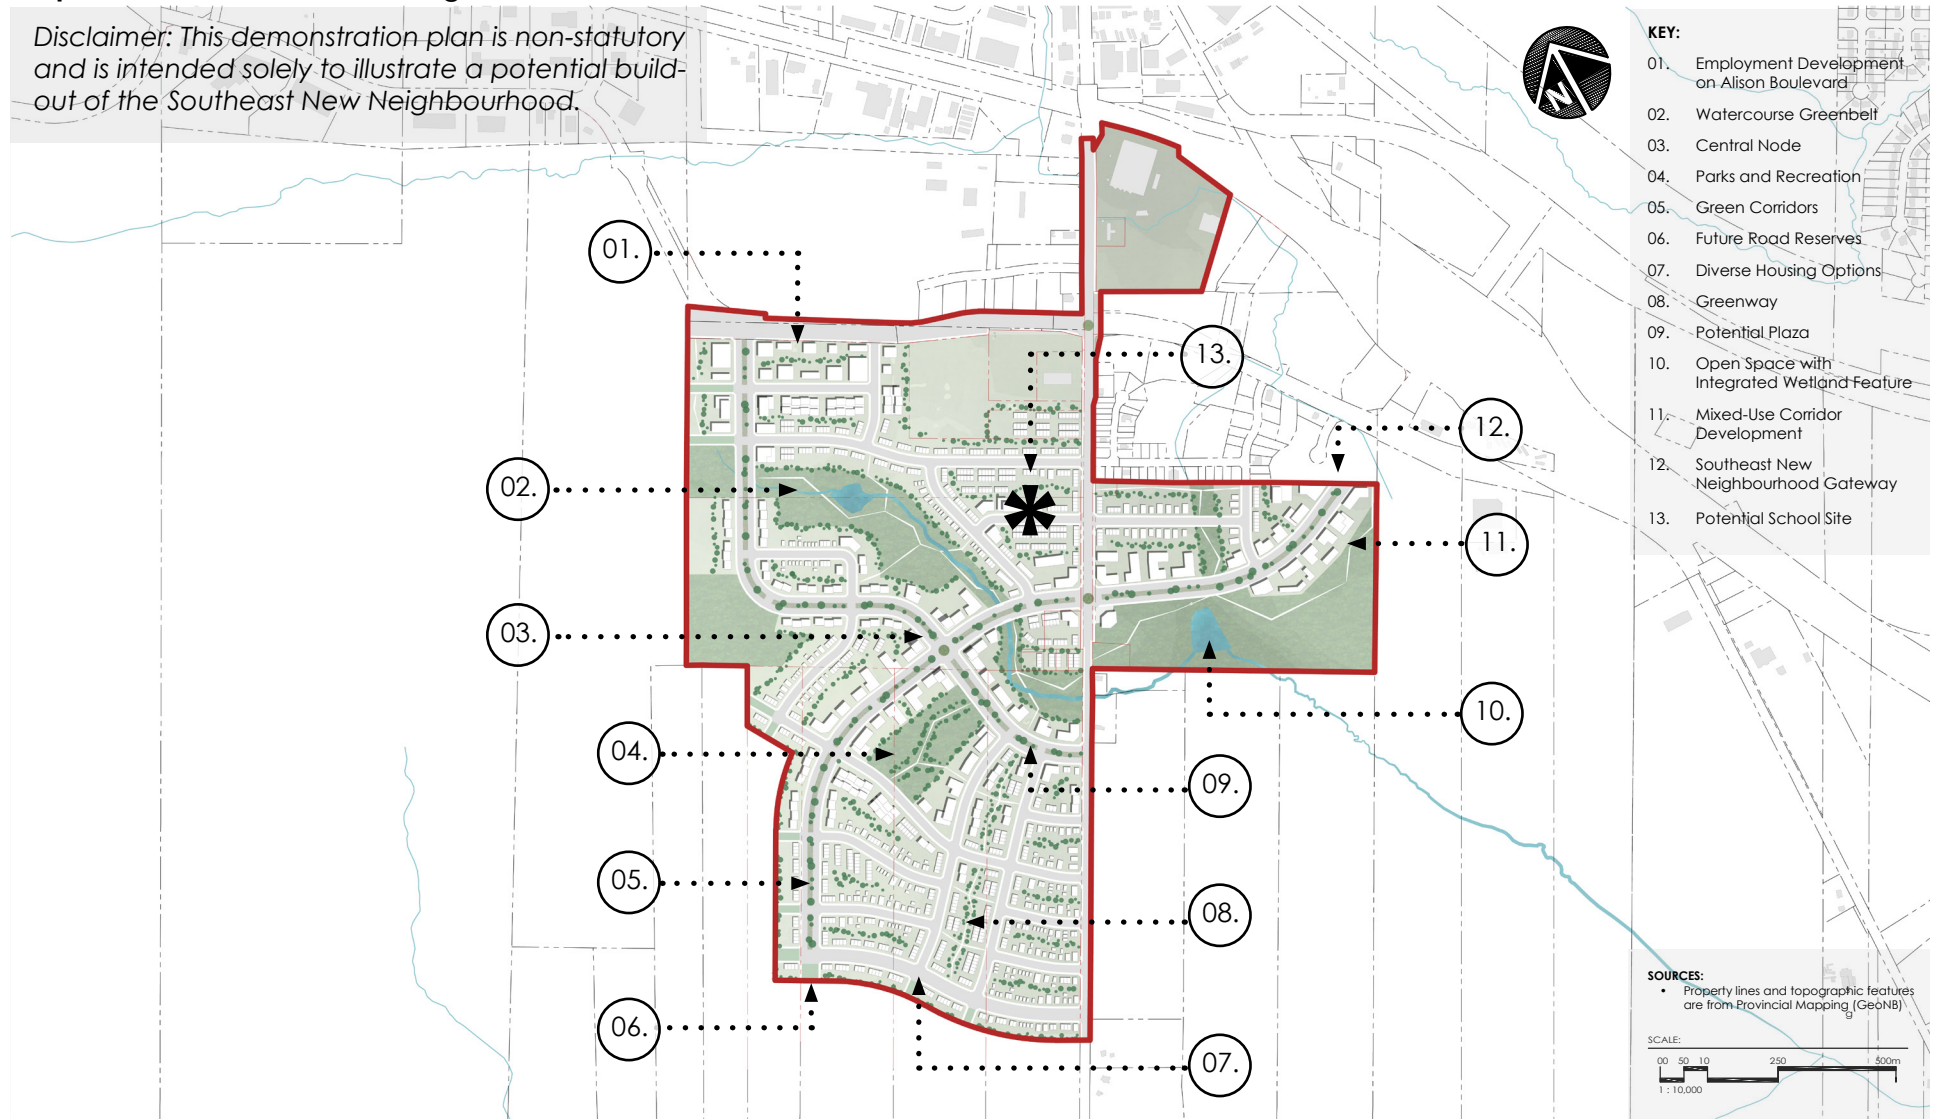 Disclaimer: This demonstration plan is non-statutory
and is intended solely to illustrate a potential build-
out of the Southeast New Neighbourhood.
N
KEY:
01. Employment Development
on Alison Boulevard
02. Watercourse Greenbelt
03. Central Node
04. Parks and Recreation
05. Green Corridors
06. Future Road Reserves
07. Diverse Housing Options
08. Greenway
09. Potential Plaza
10. Open Space with
Integrated Wetland Feature
11. Mixed-Use Corridor
Development
12. Southeast New
Neighbourhood Gateway
13. Potential School Site
01.
13.
12.
02.
11.
03.
10.
04.
09.
05.
08.
06.
07.
SOURCES:
• Property lines and topographic features
are from Provincial Mapping (GeoNB)
g
SCALE:
00 50 10 250 500m
1 : 10,000